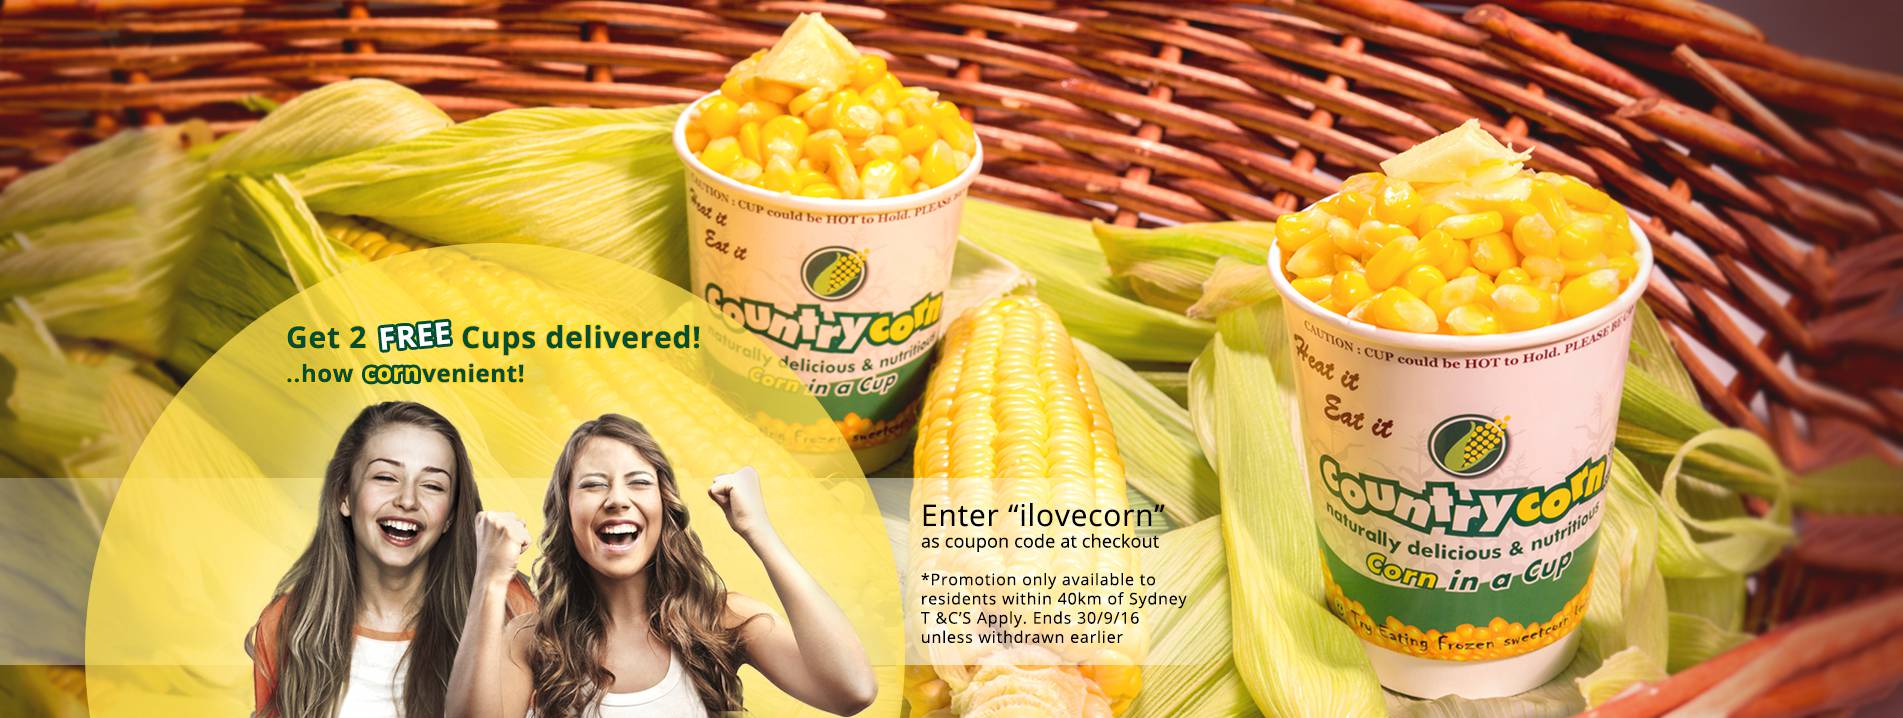 CAUTION : CUP could be HOT to Hold. PLEASE
Heat it
Eat it
Countrycorn
naturally delicious & nutritious
Corn in a Cup
Frozen
CAUTION : CUP could be HOT to Hold. PLEASE BE
Heat it
Eat it
Countrycorn
naturally delicious & nutritious
Corn in a Cup
Try Eating Frozen sweetcorn
Get 2 FREE Cups delivered!
..how cornvenient!
Enter “ilovecorn”
as coupon code at checkout
*Promotion only available to
residents within 40km of Sydney
T &C'S Apply. Ends 30/9/16
unless withdrawn earlier